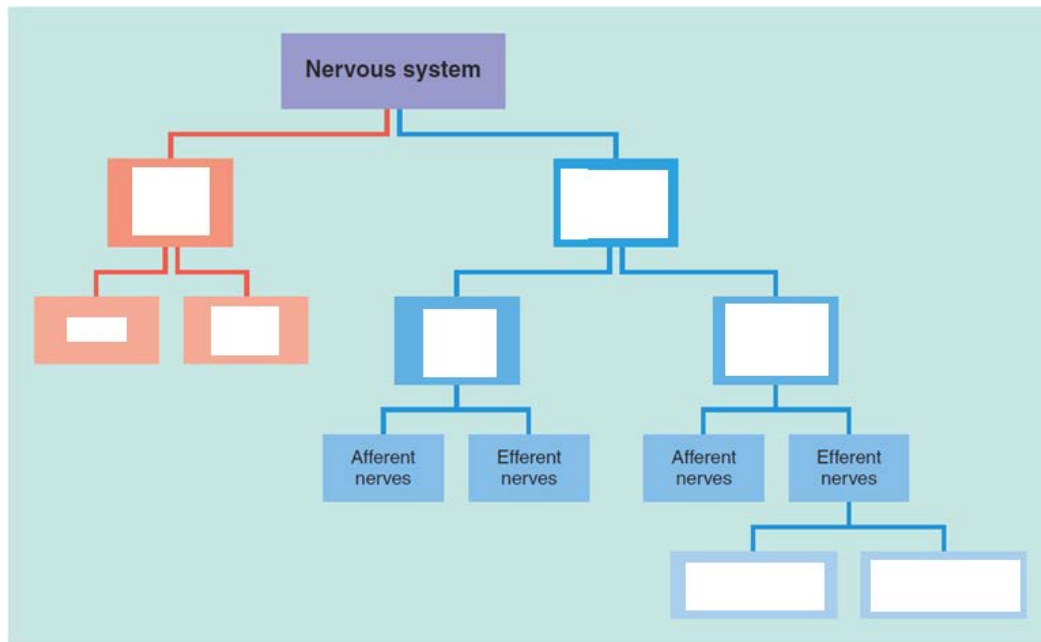 Nervous system
Afferent
nerves
Efferent
nerves
Afferent
nerves
Efferent
nerves